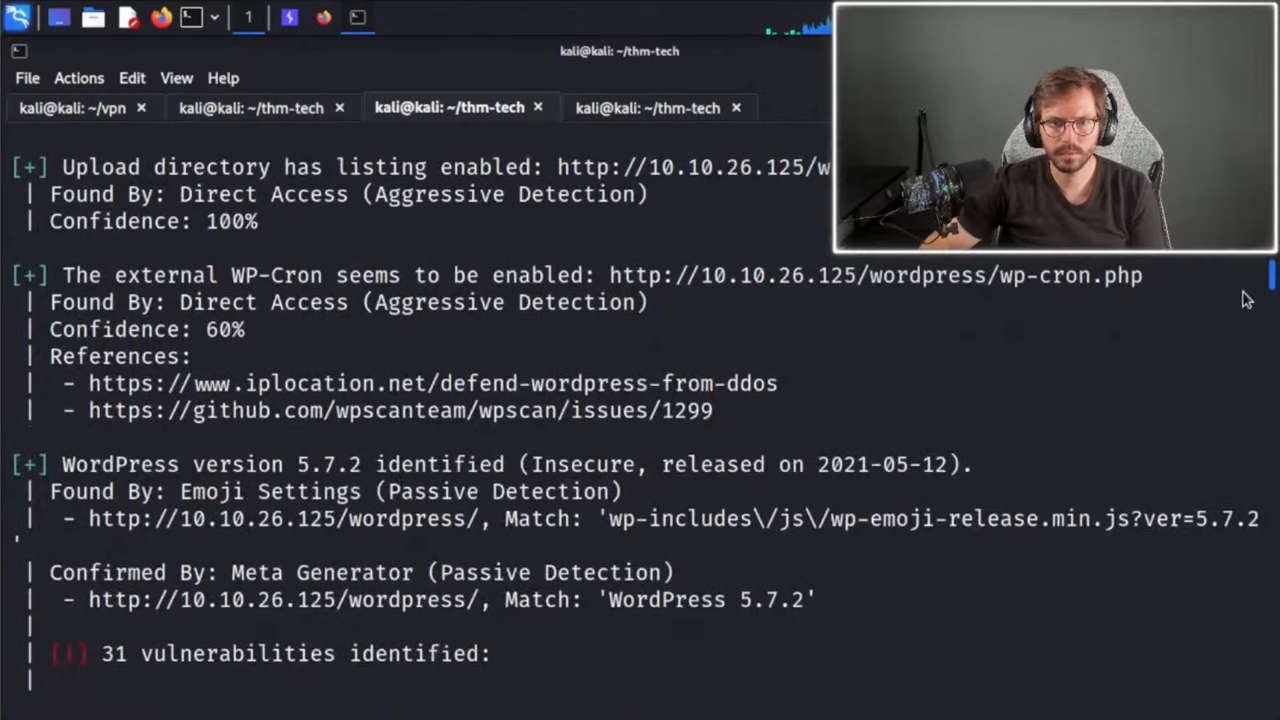 1
kali@kali: ~/thm-tech
File Actions Edit View Help
kali@kali: ~/vpn × kali@kali: ~/thm-tech × kali@kali: ~/thm-tech × kali@kali: ~/thm-tech ×
[+] Upload directory has listing enabled: http://10.10.26.125/w
| Found By: Direct Access (Aggressive Detection)
| Confidence: 100%
[+] The external WP-Cron seems to be enabled: http://10.10.26.125/wordpress/wp-cron.php
| Found By: Direct Access (Aggressive Detection)
| Confidence: 60%
| References:
| - https://www.iplocation.net/defend-wordpress-from-ddos
| - https://github.com/wpscanteam/wpscan/issues/1299
[+] WordPress version 5.7.2 identified (Insecure, released on 2021-05-12).
| Found By: Emoji Settings (Passive Detection)
| - http://10.10.26.125/wordpress/, Match: 'wp-includes\/js\/wp-emoji-release.min.js?ver=5.7.2
'
| Confirmed By: Meta Generator (Passive Detection)
| - http://10.10.26.125/wordpress/, Match: 'WordPress 5.7.2'
|
| [!] 31 vulnerabilities identified:
|